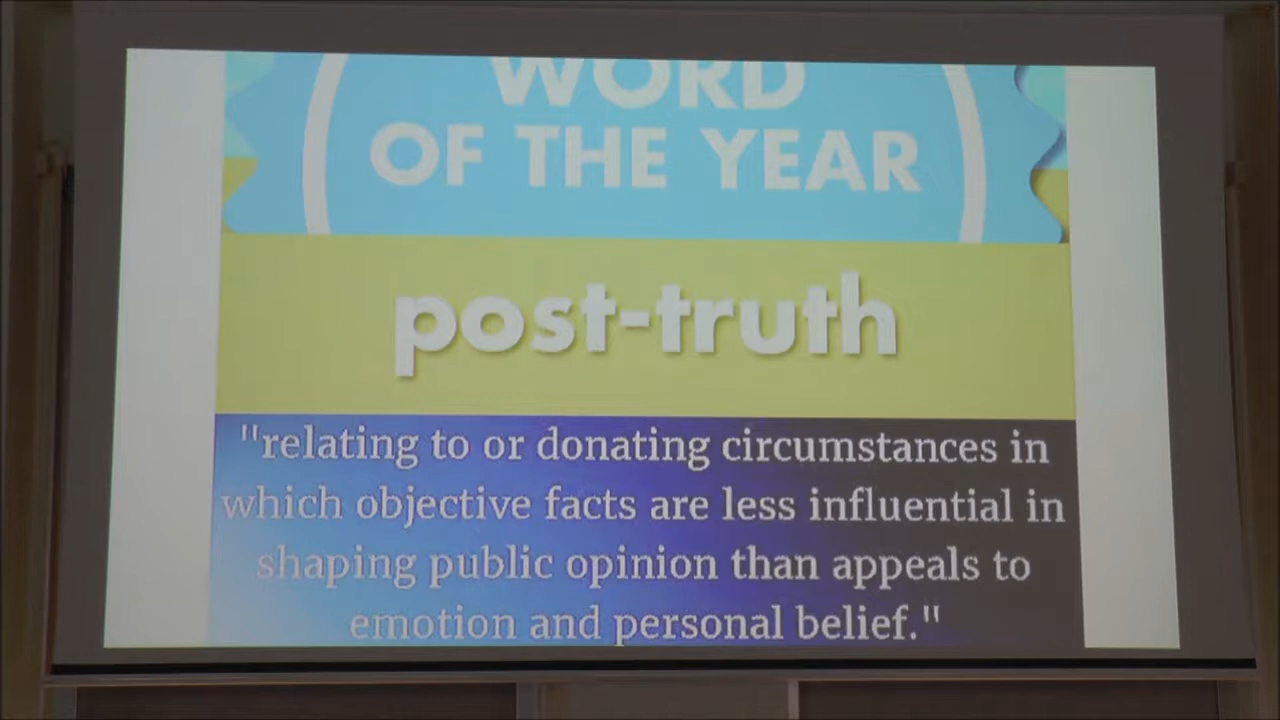 WORD
OF THE YEAR
post-truth
"relating to or donating circumstances in
which objective facts are less influential in
shaping public opinion than appeals to
emotion and personal belief."